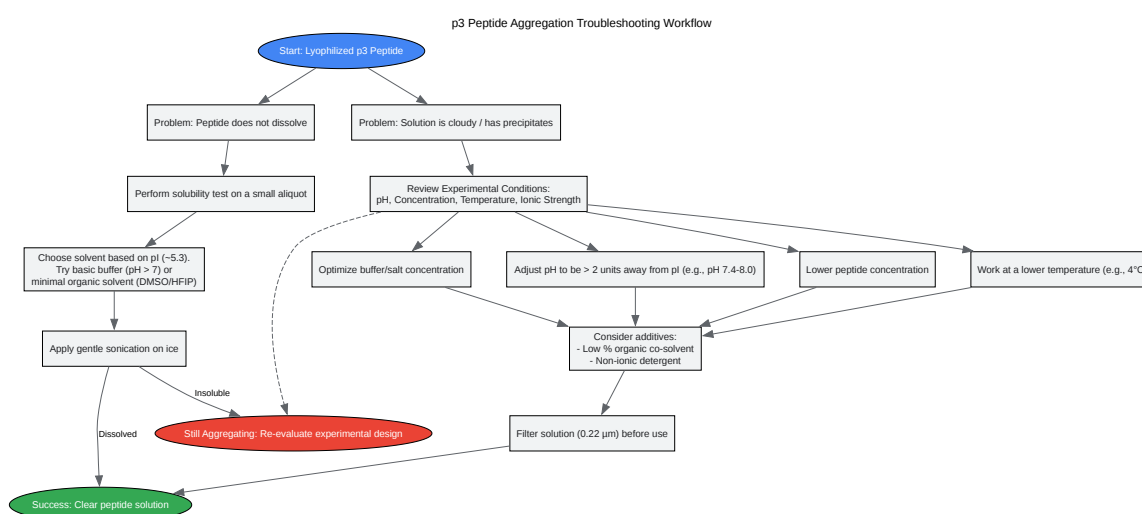 p3 Peptide Aggregation Troubleshooting Workflow
Start: Lyophilized p3 Peptide
Problem: Peptide does not dissolve
Problem: Solution is cloudy / has precipitates
Perform solubility test on a small aliquot
Review Experimental Conditions:
pH, Concentration, Temperature, Ionic Strength
Choose solvent based on pI (~5.3).
Try basic buffer (pH > 7) or
minimal organic solvent (DMSO/HFIP)
Optimize buffer/salt concentration
Adjust pH to be > 2 units away from pI (e.g., pH 7.4-8.0)
Lower peptide concentration
Work at a lower temperature (e.g., 4°C
Apply gentle sonication on ice
Consider additives:
- Low % organic co-solvent
- Non-ionic detergent
Insoluble
Dissolved
Still Aggregating: Re-evaluate experimental design
Filter solution (0.22 µm) before use
Success: Clear peptide solution